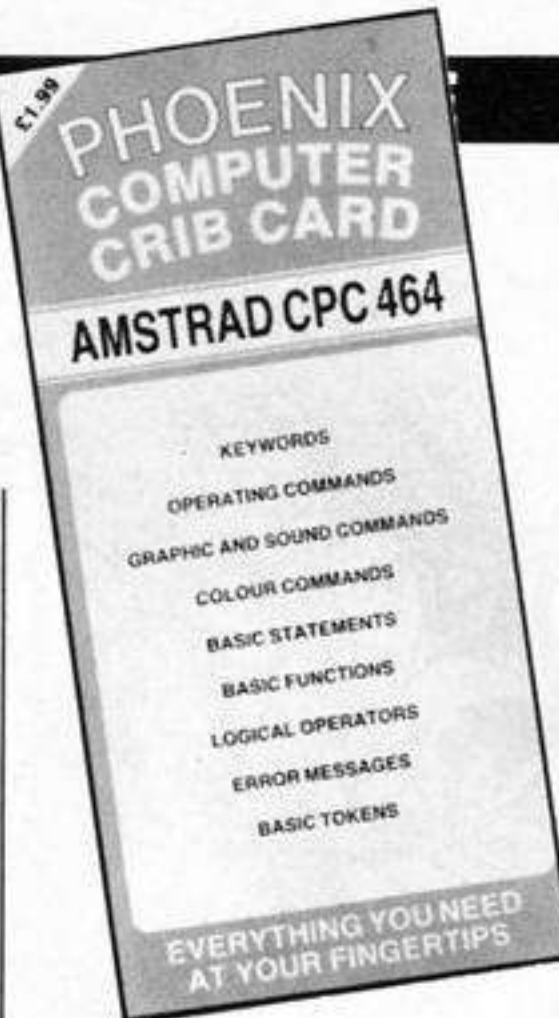 £1.99
PHOENIX
COMPUTER
CRIB CARD
AMSTRAD CPC 464
KEYWORDS
OPERATING COMMANDS
GRAPHIC AND SOUND COMMANDS
COLOUR COMMANDS
BASIC STATEMENTS
BASIC FUNCTIONS
LOGICAL OPERATORS
ERROR MESSAGES
BASIC TOKENS
EVERYTHING YOU NEED
AT YOUR FINGERTIPS